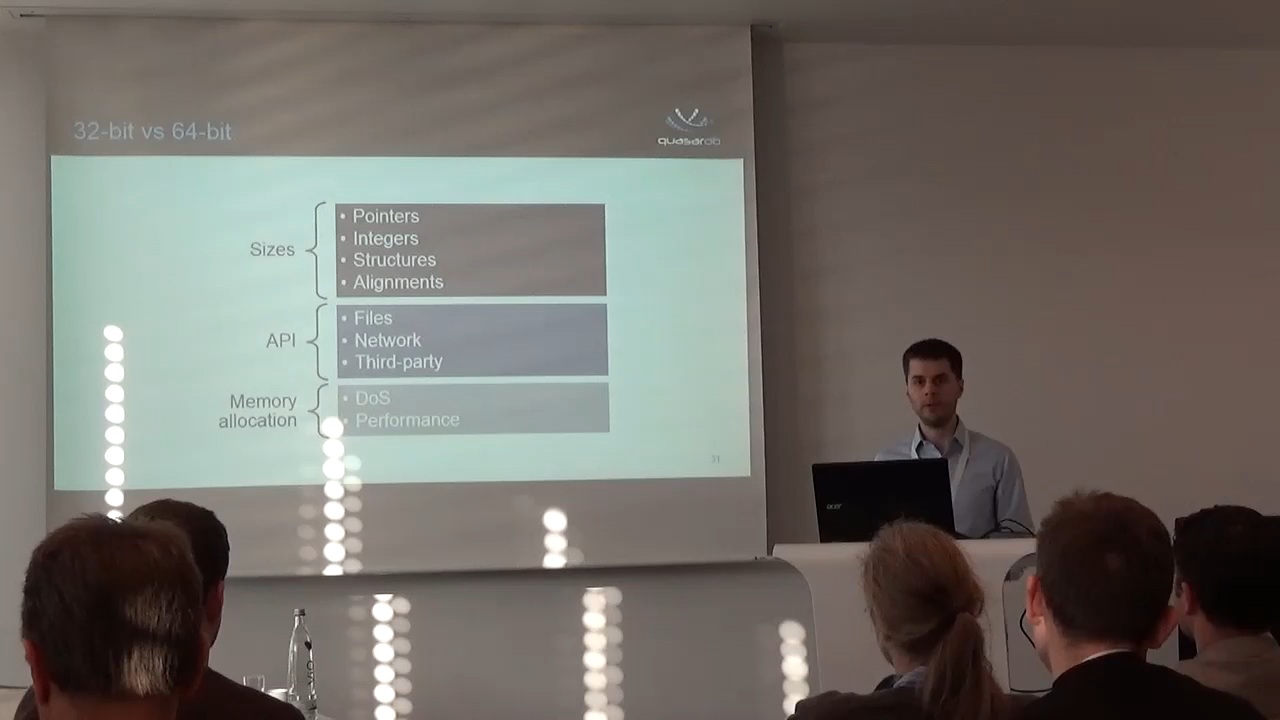 32-bit vs 64-bit
quasardb
Sizes
• Pointers
• Integers
• Structures
• Alignments
API
• Files
• Network
• Third-party
Memory
allocation
• DoS
• Performance
acer